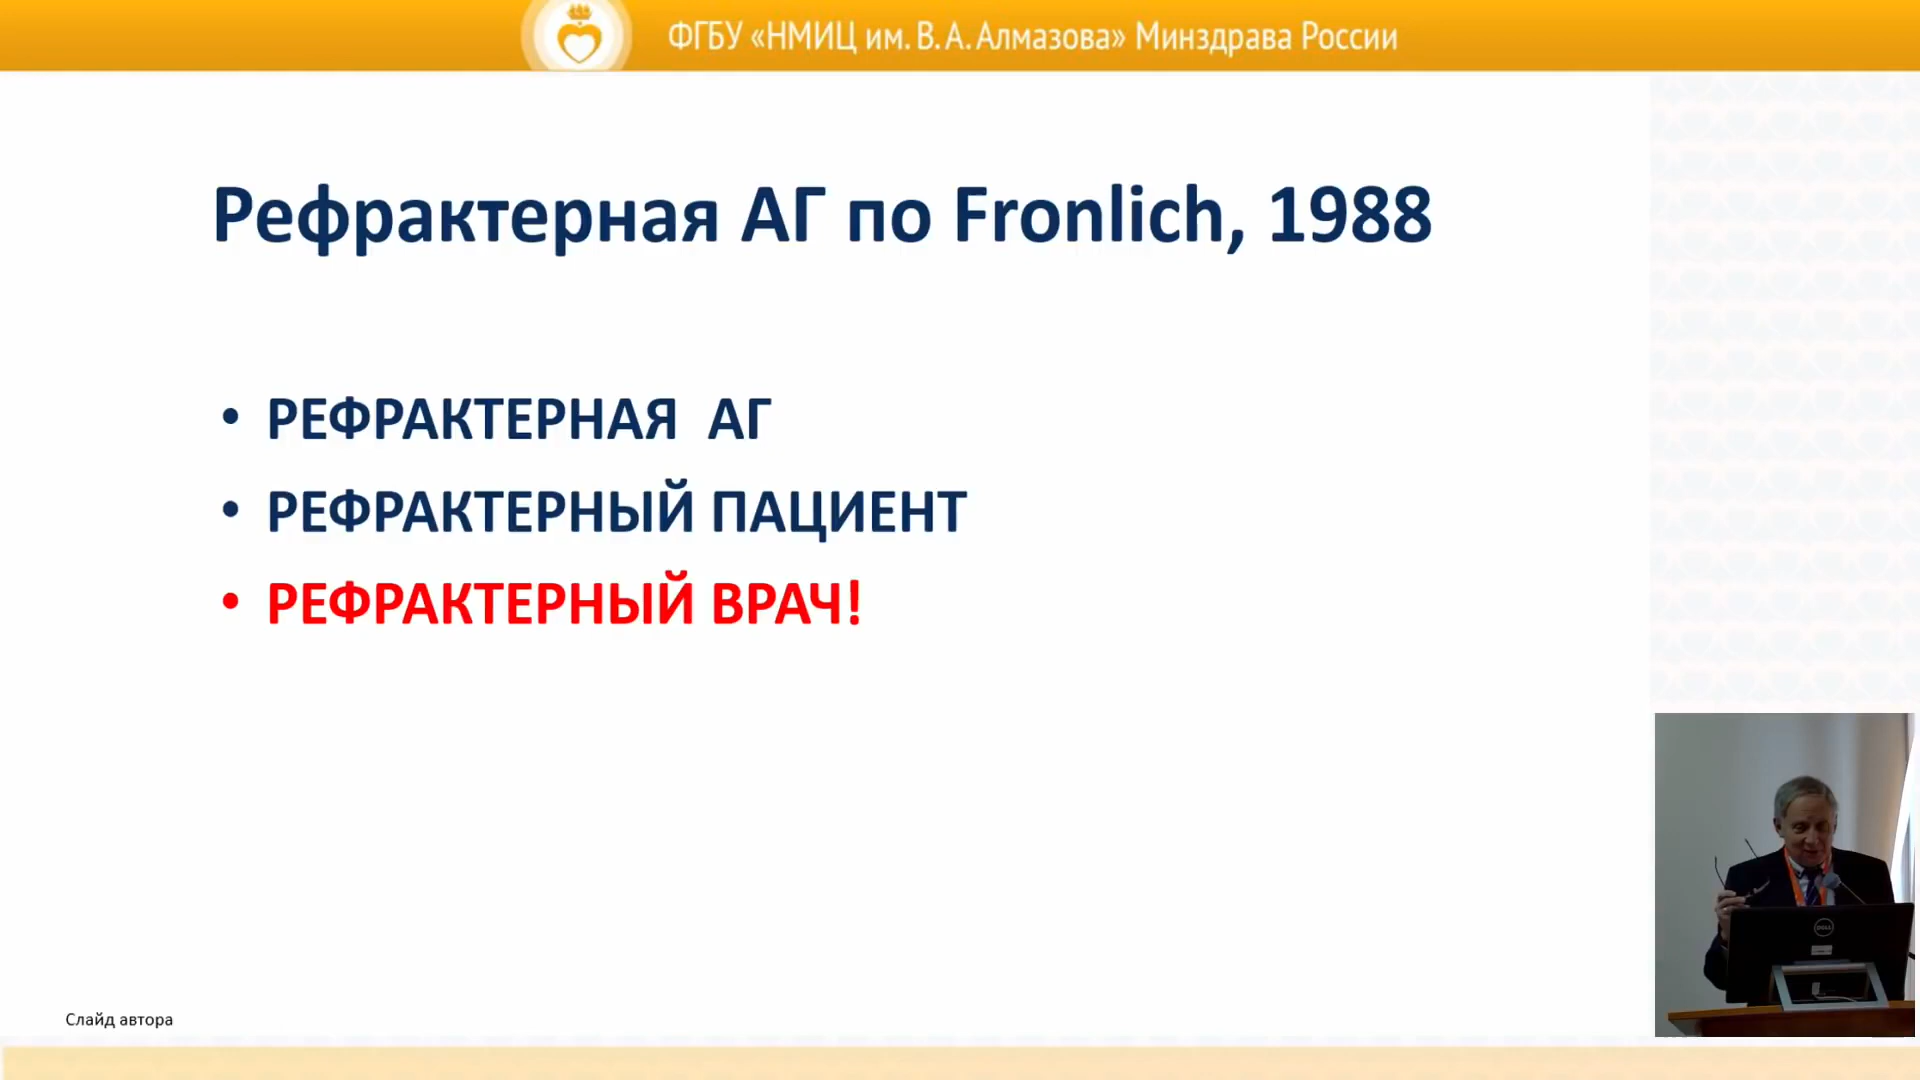 ФГБУ «НМИЦ им. В. А. Алмазова» Минздрава России
Рефрактерная АГ по Fronlich, 1988
• РЕФРАКТЕРНАЯ АГ
• РЕФРАКТЕРНЫЙ ПАЦИЕНТ
• РЕФРАКТЕРНЫЙ ВРАЧ!
DELL
Слайд автора